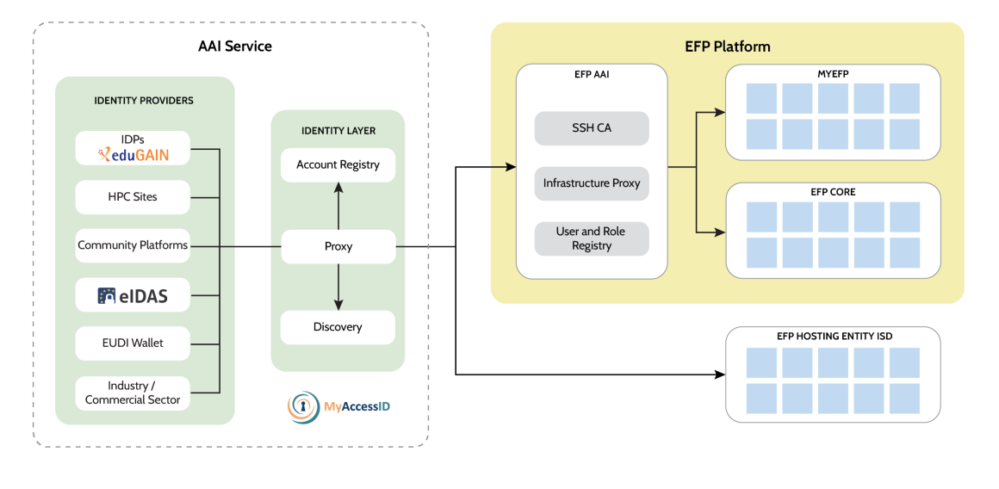 AAI Service
IDENTITY PROVIDERS
IDPs
eduGAIN
HPC Sites
Community Platforms
eIDAS
EUDI Wallet
Industry /
Commercial Sector
IDENTITY LAYER
Account Registry
Proxy
Discovery
MyAccessID
EFP Platform
EFP AAI
SSH CA
Infrastructure Proxy
User and Role
Registry
MYEFP
EFP CORE
EFP HOSTING ENTITY ISD